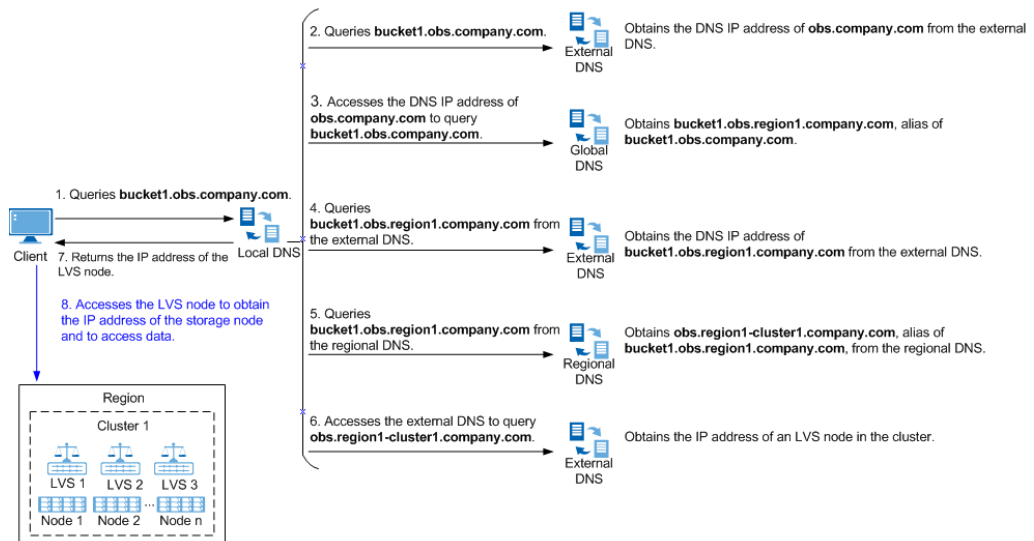 2. Queries bucket1.obs.company.com.
External
DNS
Obtains the DNS IP address of obs.company.com from the external
DNS.
3. Accesses the DNS IP address of
obs.company.com to query
bucket1.obs.company.com.
Global
DNS
Obtains bucket1.obs.region1.company.com, alias of
bucket1.obs.company.com.
1. Queries bucket1.obs.company.com.
Client
Local DNS
7. Returns the IP address of the
LVS node.
4. Queries
bucket1.obs.region1.company.com from
the external DNS.
External
DNS
Obtains the DNS IP address of
bucket1.obs.region1.company.com from the external DNS.
8. Accesses the LVS node to obtain
the IP address of the storage node
and to access data.
5. Queries
bucket1.obs.region1.company.com from
the regional DNS.
Regional
DNS
Obtains obs.region1-cluster1.company.com, alias of
bucket1.obs.region1.company.com, from the regional DNS.
6. Accesses the external DNS to query
obs.region1-cluster1.company.com.
External
DNS
Obtains the IP address of an LVS node in the cluster.
Region
Cluster 1
LVS 1 LVS 2 LVS 3
...
Node 1 Node 2 Node n